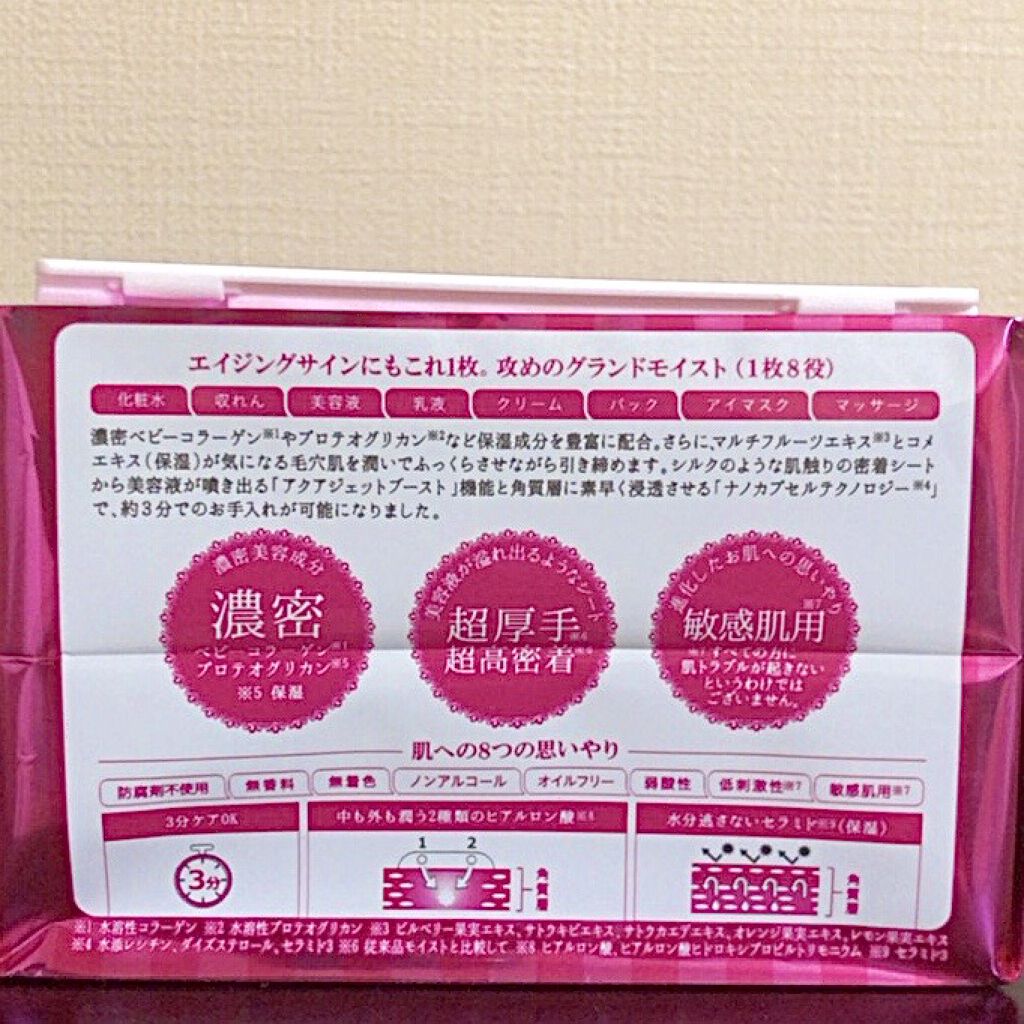 エイジングサインにもこれ1枚。攻めのグランドモイスト（1枚8役）
化粧水 収れん 美容液 乳液 クリーム パック アイマスク マッサージ
濃密ベビーコラーゲン※1やプロテオグリカン※2など保湿成分を豊富に配合。さらに、マルチフルーツエキス※3とコメ
エキス（保湿）が気になる毛穴肌を潤いでふっくらさせながら引き締めます。シルクのような肌触りの密着シート
から美容液が噴き出る「アクアジェットブースト」機能と角質層に素早く浸透させる「ナノカプセルテクノロジー※4」
で、約3分でのお手入れが可能になりました。
濃密美容成分
濃密
ベビーコラーゲン※1
プロテオグリカン※5
※5 保湿
美容液が溢れ出るようなシート
超厚手※6
超高密着※6
進化したお肌への思いやり
敏感肌用※7
※7 すべての方に
肌トラブルが起きない
というわけでは
ございません。
肌への8つの思いやり
防腐剤不使用 無香料 無着色 ノンアルコール オイルフリー 弱酸性 低刺激性※7 敏感肌用※7
3分ケアOK
3分
中も外も潤う2種類のヒアルロン酸※8
1 2
角質層
水分逃さないセラミド※9（保湿）
角質層
※1 水溶性コラーゲン ※2 水溶性プロテオグリカン ※3 ビルベリー果実エキス、サトウキビエキス、サトウカエデエキス、オレンジ果実エキス、レモン果実エキス
※4 水添レシチン、ダイズステロール、セラミド3 ※6 従来品モイストと比較して ※8 ヒアルロン酸、ヒアルロン酸ヒドロキシプロピルトリモニウム ※9 セラミド3